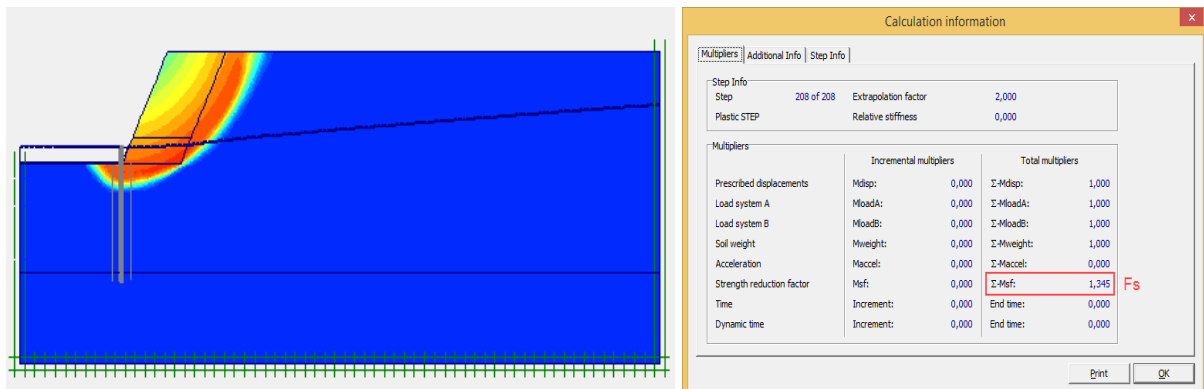 Calculation information
x
Multipliers Additional Info Step Info
Step Info
Step 208 of 208 Extrapolation factor 2,000
Plastic STEP Relative stiffness 0,000
Multipliers
Incremental multipliers Total multipliers
Prescribed displacements Mdisp: 0,000 Σ-Mdisp: 1,000
Load system A MloadA: 0,000 Σ-MloadA: 1,000
Load system B MloadB: 0,000 Σ-MloadB: 1,000
Soil weight Mweight: 0,000 Σ-Mweight: 1,000
Acceleration Maccel: 0,000 Σ-Maccel: 0,000
Strength reduction factor Msf: 0,000 Σ-Msf: 1,345 Fs
Time Increment: 0,000 End time: 0,000
Dynamic time Increment: 0,000 End time: 0,000
Print OK